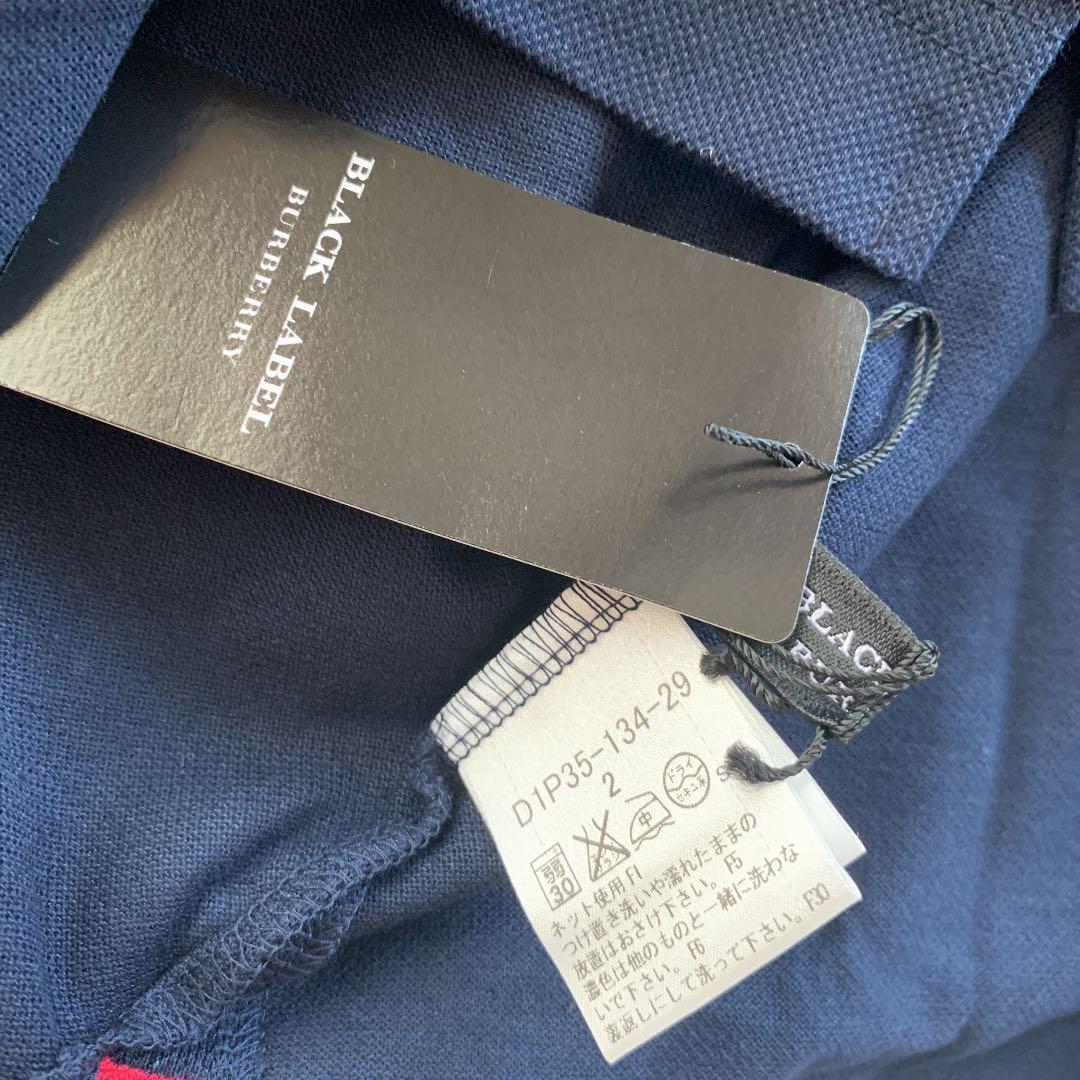 BLACK LABEL
BURBERRY
BLAC
BUR
D1P35-134-29
2
弱
30
中
ドライ
セキユ系
ネット使用 F1
つけ置き洗いや濡れたままの
放置はおさけ下さい。F5
濃色は他のものと一緒に洗わな
いで下さい。F6
裏返しにして洗って下さい。F30